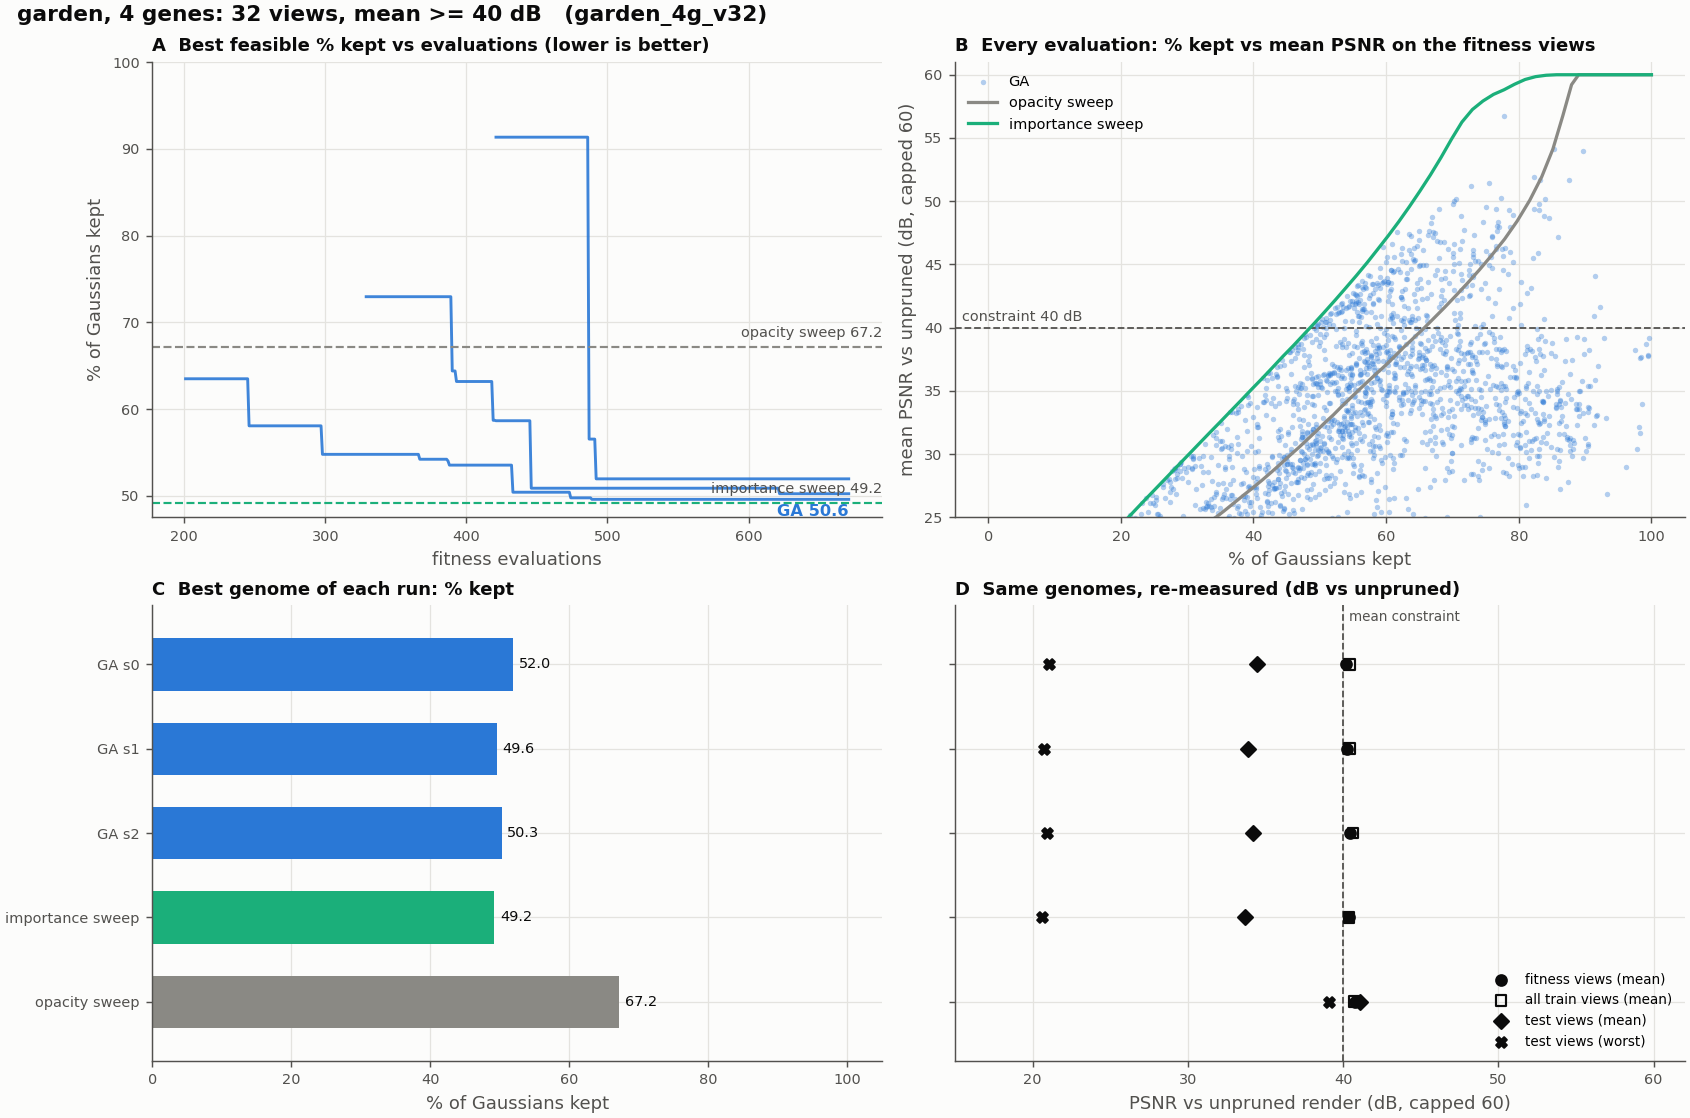 garden, 4 genes: 32 views, mean >= 40 dB (garden_4g_v32)
A Best feasible % kept vs evaluations (lower is better)
100
90
80
70
60
50
% of Gaussians kept
opacity sweep 67.2
importance sweep 49.2
GA 50.6
200 300 400 500 600
fitness evaluations
B Every evaluation: % kept vs mean PSNR on the fitness views
GA
opacity sweep
importance sweep
60
55
50
45
40
35
30
25
mean PSNR vs unpruned (dB, capped 60)
constraint 40 dB
0 20 40 60 80 100
% of Gaussians kept
C Best genome of each run: % kept
GA s0 52.0
GA s1 49.6
GA s2 50.3
importance sweep 49.2
opacity sweep 67.2
0 20 40 60 80 100
% of Gaussians kept
D Same genomes, re-measured (dB vs unpruned)
mean constraint
fitness views (mean)
all train views (mean)
test views (mean)
test views (worst)
20 30 40 50 60
PSNR vs unpruned render (dB, capped 60)